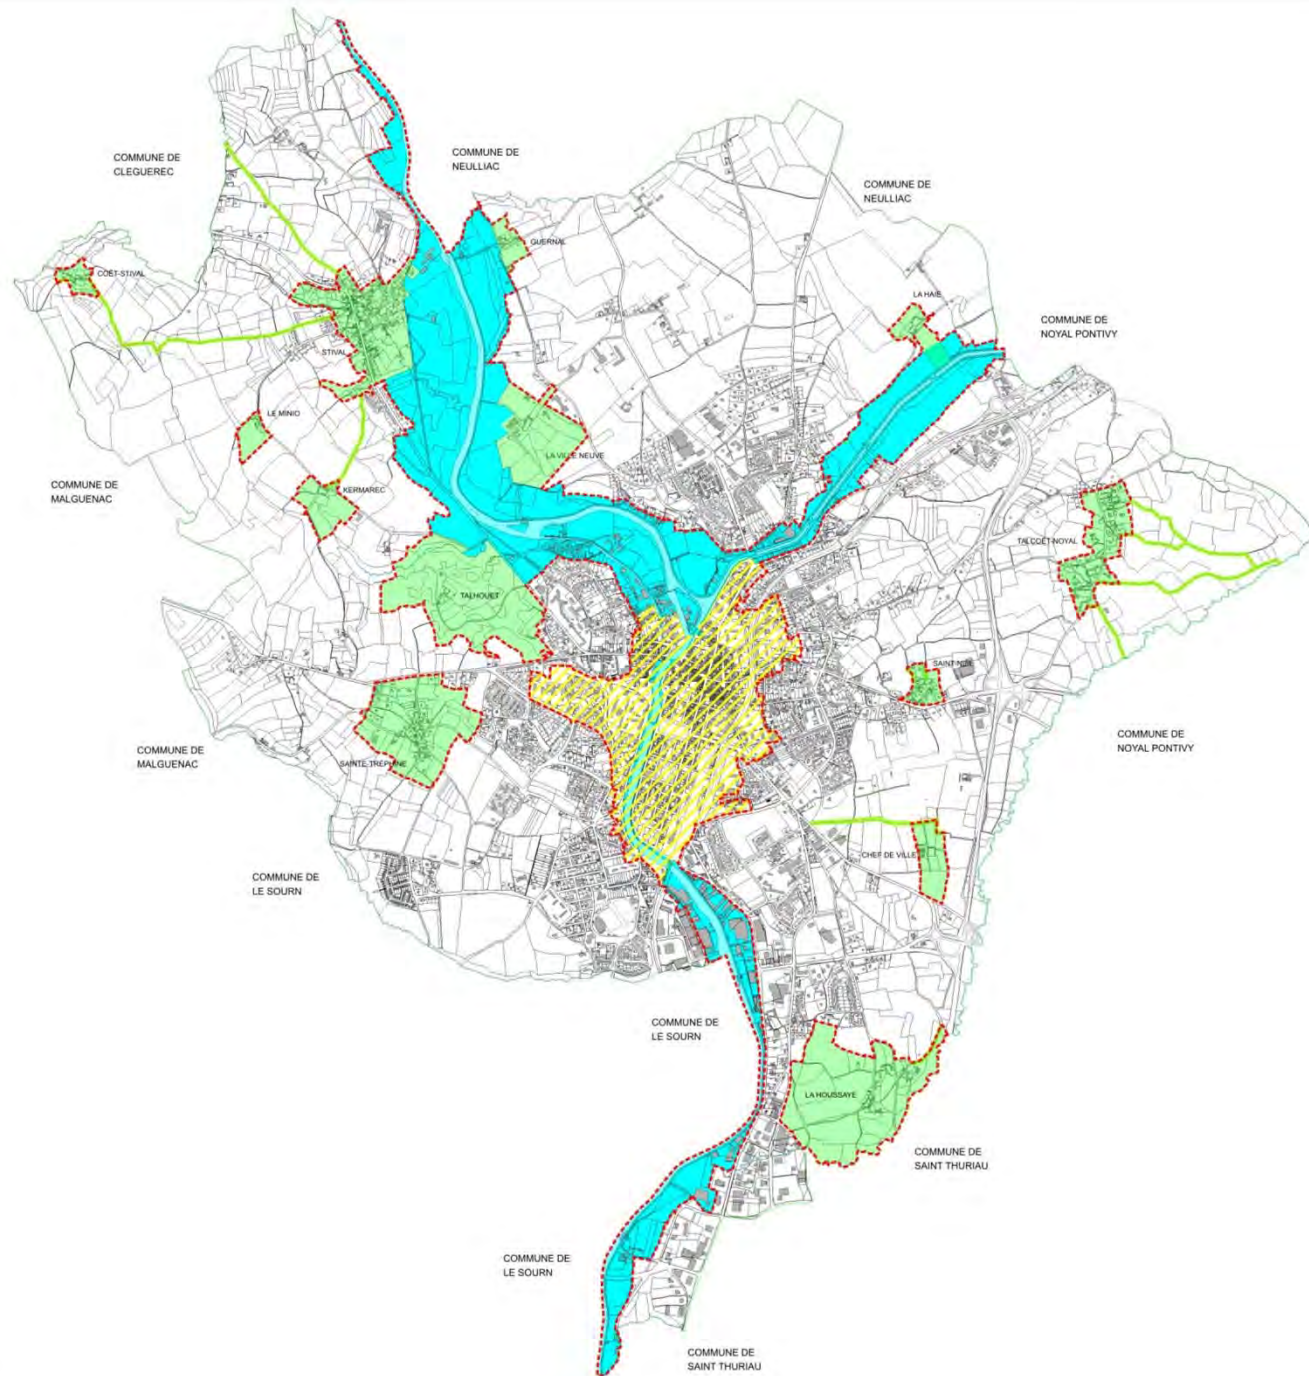 COMMUNE DE
CLEGUEREC
COMMUNE DE
NEULLIAC
COMMUNE DE
NEULLIAC
GUERNAL
COËT-STIVAL
LA HAIE
COMMUNE DE
NOYAL PONTIVY
STIVAL
LE MINIO
LA VILLE NEUVE
COMMUNE DE
MALGUENAC
KERMAREC
TALCOËT-NOYAL
TALHOUET
SAINT-NIEL
COMMUNE DE
NOYAL PONTIVY
COMMUNE DE
MALGUENAC
SAINTE-TRÉPHINE
CHEF DE VILLE
COMMUNE DE
LE SOURN
COMMUNE DE
LE SOURN
LA HOUSSAYE
COMMUNE DE
SAINT THURIAU
COMMUNE DE
LE SOURN
COMMUNE DE
SAINT THURIAU